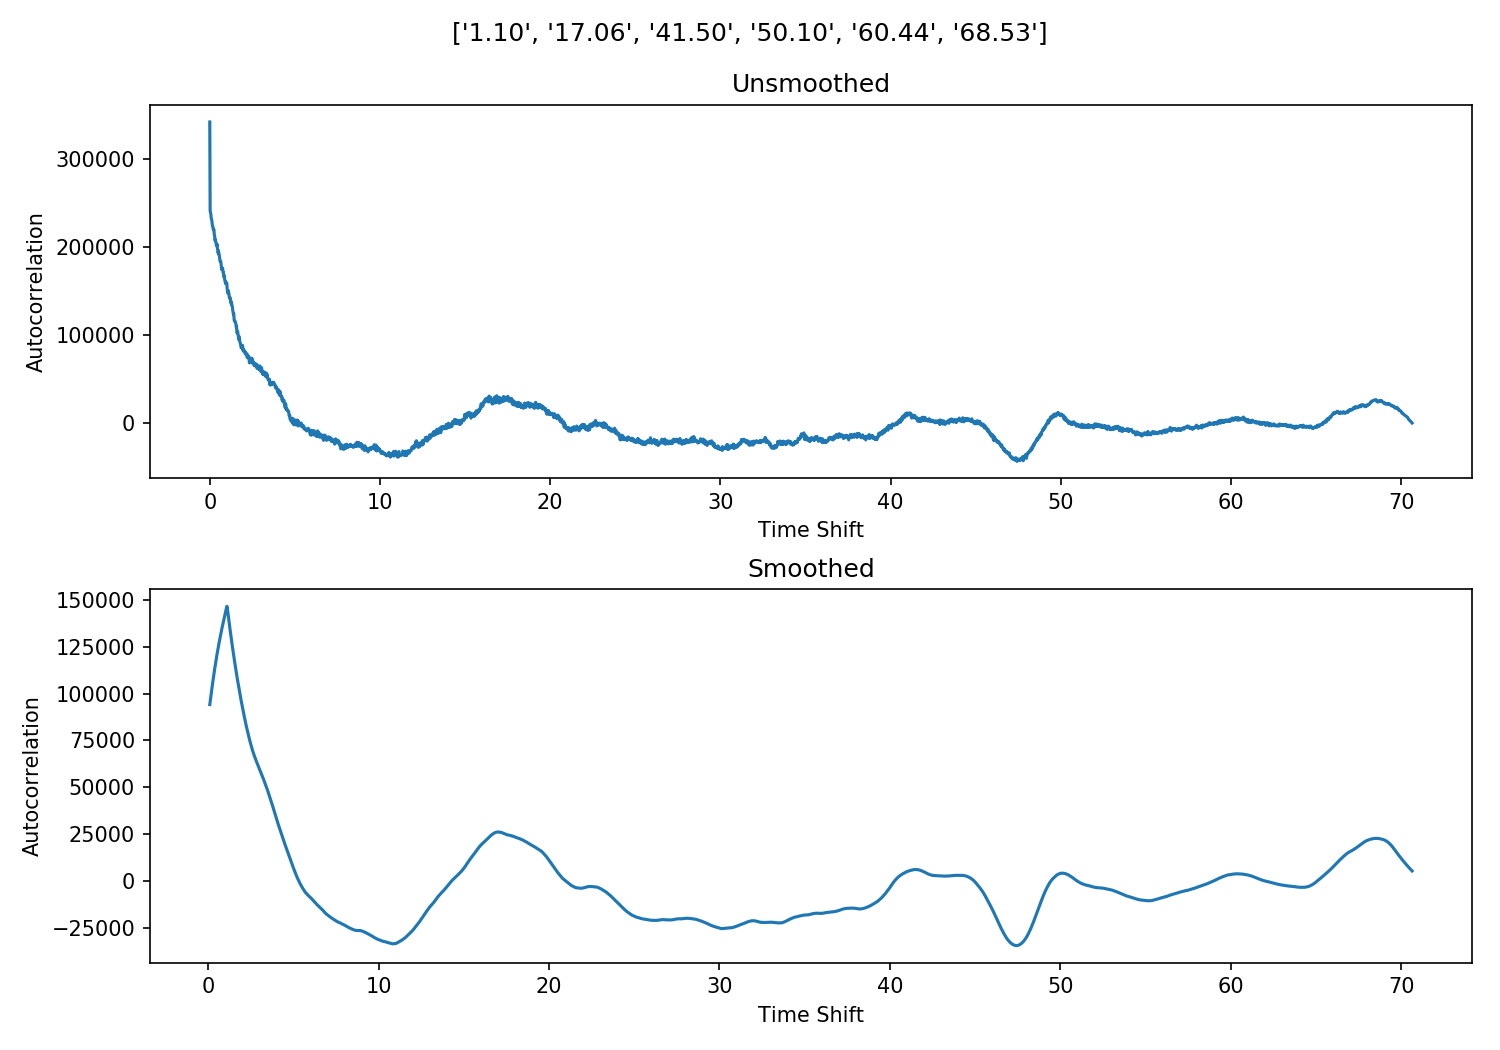 ['1.10', '17.06', '41.50', '50.10', '60.44', '68.53']
Unsmoothed
300000
200000
100000
0
Autocorrelation
0 10 20 30 40 50 60 70
Time Shift
Smoothed
150000
125000
100000
75000
50000
25000
0
−25000
Autocorrelation
0 10 20 30 40 50 60 70
Time Shift